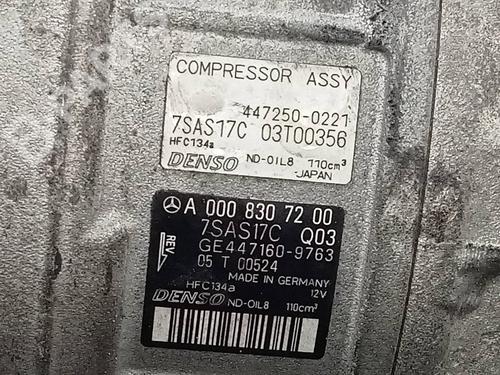 COMPRESSOR ASSY
447250-0221
7SAS17C 03T00356
HFC134a
DENSO ND-OIL8 110cm³
JAPAN
A 000 830 72 00
7SAS17C Q03
REV.
GE447160-9763
05 T 00524
MADE IN GERMANY
HFC134a 12V
DENSO ND-OIL8 110cm³